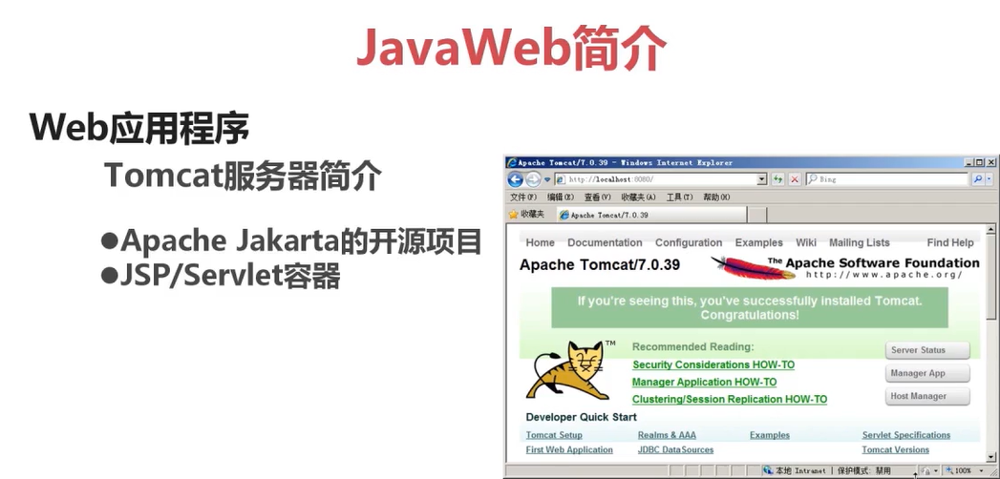 JavaWeb简介
Web应用程序
Tomcat服务器简介
●Apache Jakarta的开源项目
●JSP/Servlet容器
Apache Tomcat/7.0.39 - Windows Internet Explorer
http://localhost:8080/
Bing
文件(F) 编辑(E) 查看(V) 收藏夹(A) 工具(T) 帮助(H)
收藏夹 Apache Tomcat/7.0.39
Home Documentation Configuration Examples Wiki Mailing Lists Find Help
Apache Tomcat/7.0.39
The Apache Software Foundation
http://www.apache.org/
If you're seeing this, you've successfully installed Tomcat.
Congratulations!
TM
Recommended Reading:
Security Considerations HOW-TO
Manager Application HOW-TO
Clustering/Session Replication HOW-TO
Server Status
Manager App
Host Manager
Developer Quick Start
Tomcat Setup Realms & AAA Examples Servlet Specifications
First Web Application JDBC DataSources Tomcat Versions
本地 Intranet | 保护模式: 禁用 100%